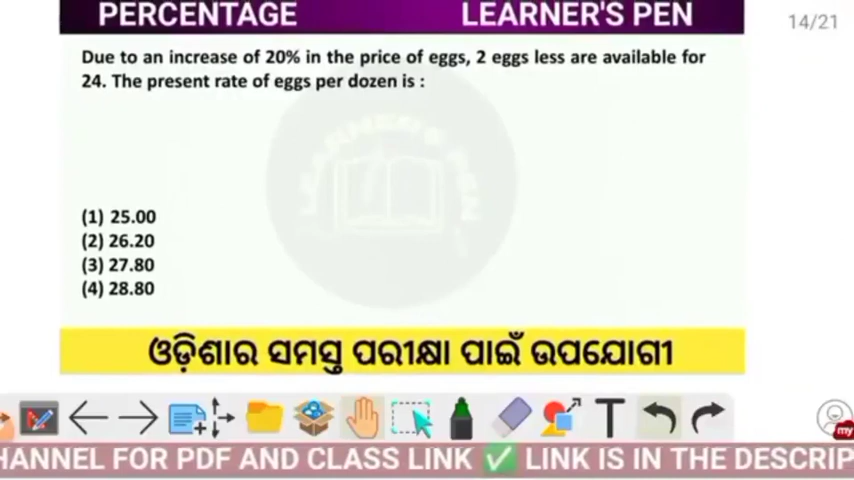 PERCENTAGE LEARNER'S PEN
14/21
Due to an increase of 20% in the price of eggs, 2 eggs less are available for
24. The present rate of eggs per dozen is :
LEARNER'S PEN
(1) 25.00
(2) 26.20
(3) 27.80
(4) 28.80
ଓଡ଼ିଶାର ସମସ୍ତ ପରୀକ୍ଷା ପାଇଁ ଉପଯୋଗୀ
T
my
HANNEL FOR PDF AND CLASS LINK ✅ LINK IS IN THE DESCRIP